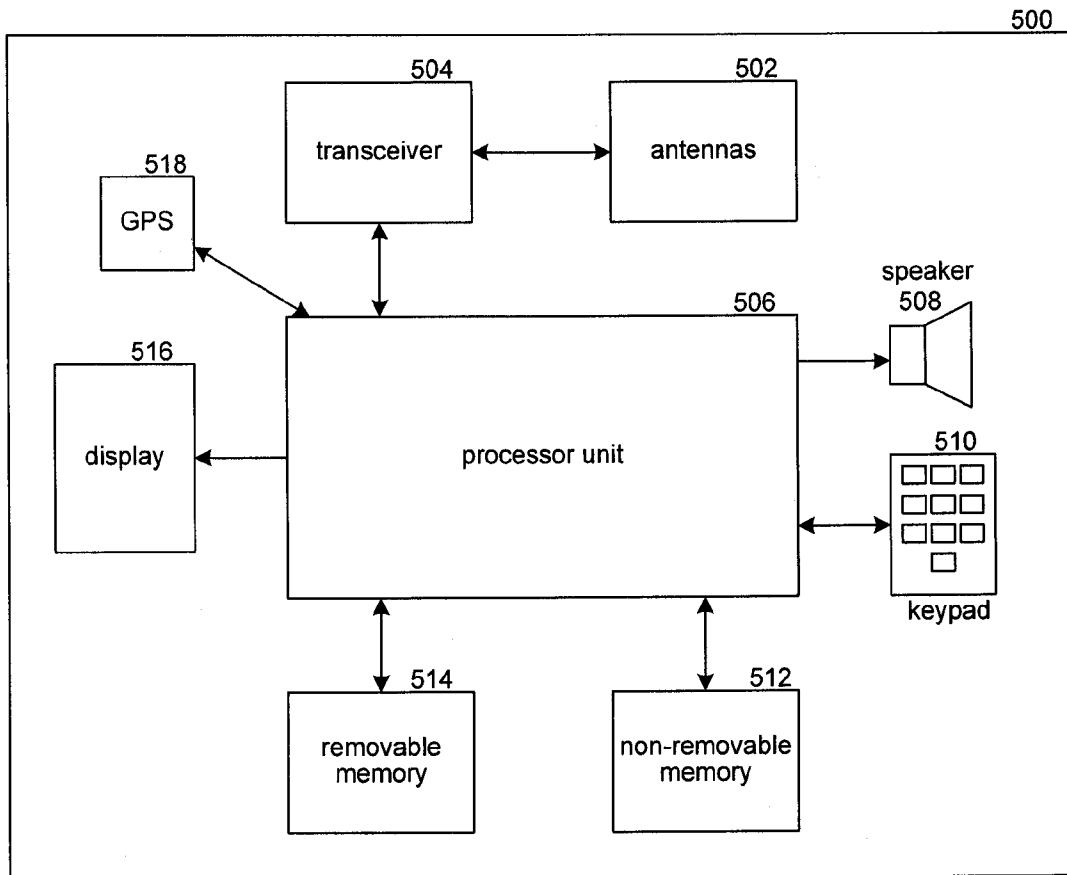 500
504
502
transceiver
antennas
518
GPS
speaker
508
506
516
display
processor unit
510
keypad
514
512
removable
memory
non-removable
memory